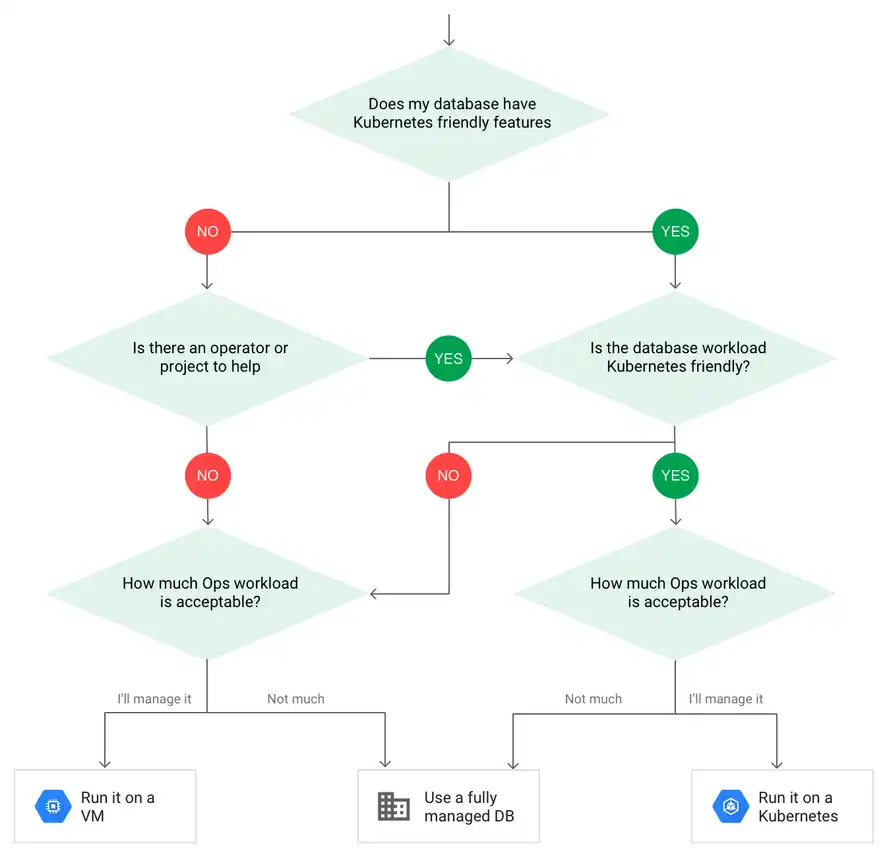 Does my database have
Kubernetes friendly features
NO
YES
Is there an operator or
project to help
YES
Is the database workload
Kubernetes friendly?
NO
NO
YES
How much Ops workload
is acceptable?
How much Ops workload
is acceptable?
I'll manage it
Not much
Not much
I'll manage it
Run it on a
VM
Use a fully
managed DB
Run it on a
Kubernetes